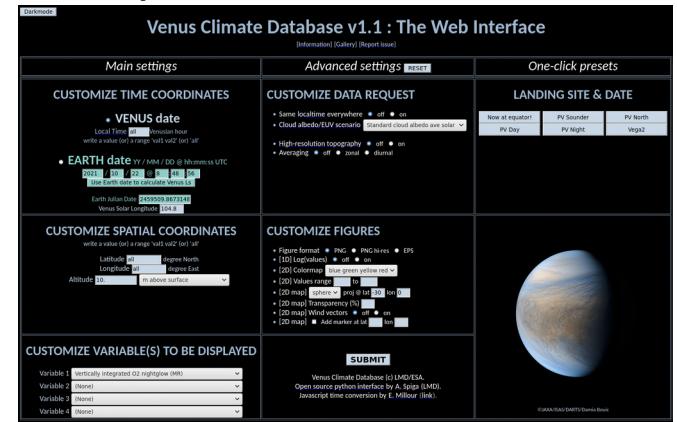 Darkmode
Venus Climate Database v1.1 : The Web Interface
[Information] [Gallery] [Report issue]
Main settings
Advanced settings RESET
One-click presets
CUSTOMIZE TIME COORDINATES
VENUS date
Local Time all Venusian hour
write a value (or) a range 'val1 val2' (or) 'all'
EARTH date YY / MM / DD @ hh:mm:ss UTC
2021 / 10 / 22 @ 8 : 48 : 56
Use Earth date to calculate Venus Ls
Earth Julian Date 2459509.8673148
Venus Solar Longitude 104.8
CUSTOMIZE DATA REQUEST
Same localtime everywhere off on
Cloud albedo/EUV scenario Standard cloud albedo ave solar
High-resolution topography off on
Averaging off zonal diurnal
LANDING SITE & DATE
Now at equator! PV Sounder PV North
PV Day PV Night Vega2
CUSTOMIZE SPATIAL COORDINATES
write a value (or) a range 'val1 val2' (or) 'all'
Latitude all degree North
Longitude all degree East
Altitude 10. m above surface
CUSTOMIZE FIGURES
Figure format PNG PNG hi-res EPS
[1D] Log(values) off on
[2D] Colormap blue green yellow red
[2D] Values range to
[2D map] sphere proj @ lat -30 lon 0
[2D map] Transparency (%)
[2D map] Wind vectors off on
[2D map] Add marker at lat lon
CUSTOMIZE VARIABLE(S) TO BE DISPLAYED
Variable 1 Vertically integrated O2 nightglow (MR)
Variable 2 (None)
Variable 3 (None)
Variable 4 (None)
SUBMIT
Venus Climate Database (c) LMD/ESA.
Open source python interface by A. Spiga (LMD).
Javascript time conversion by E. Millour (link).
©JAXA/ISAS/DARTS/Damia Bouic